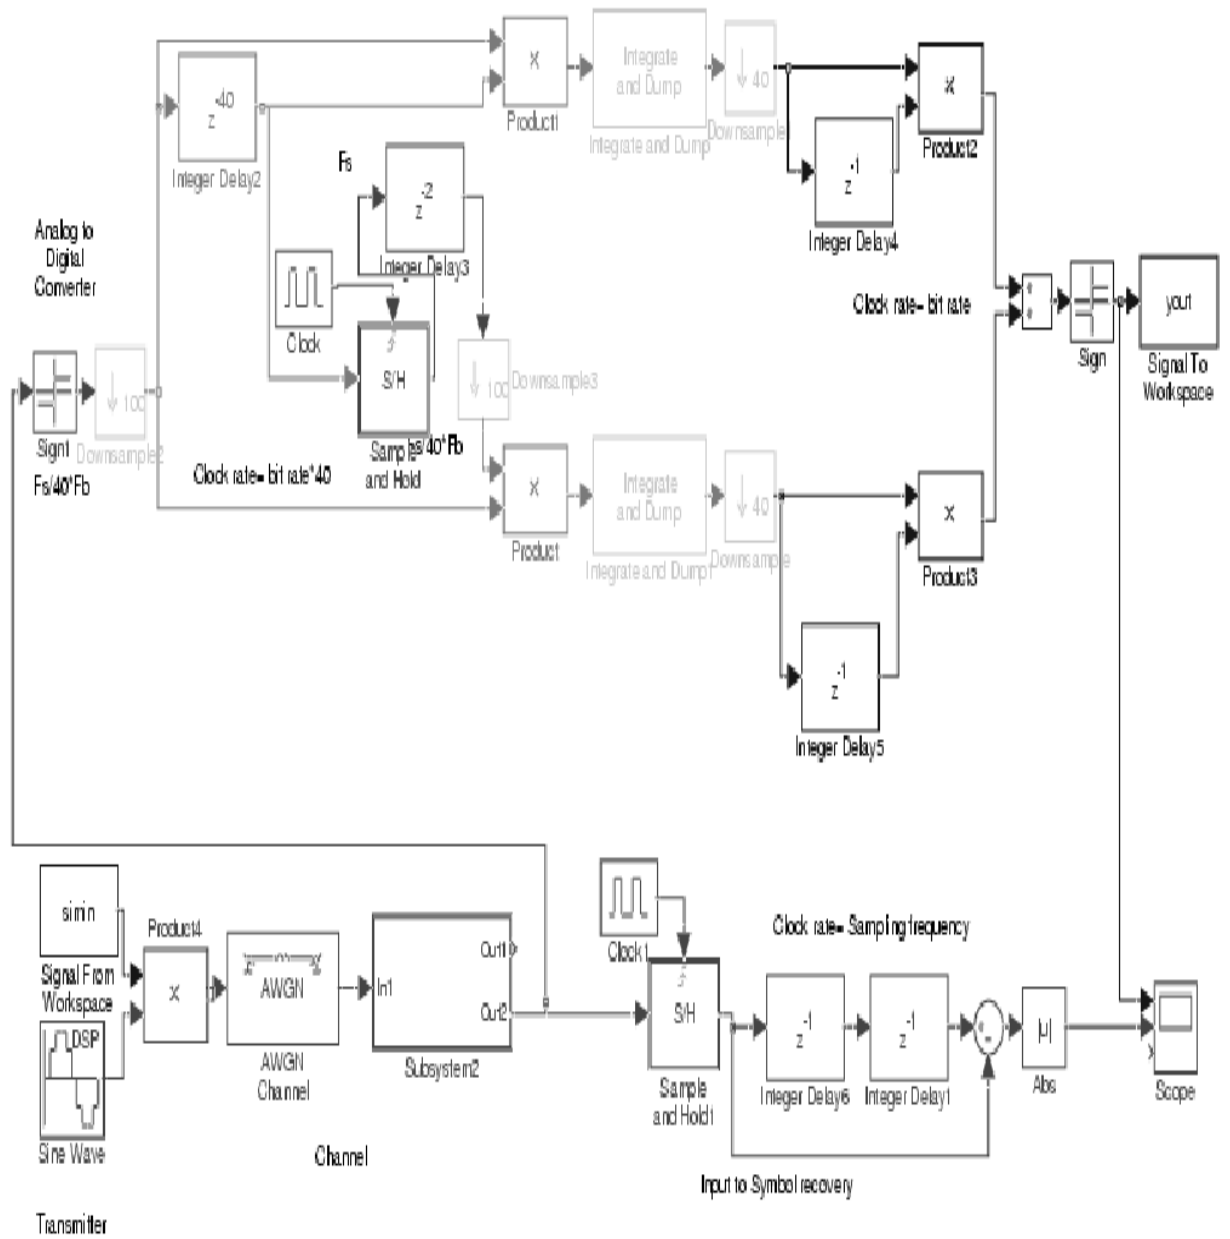 -40
z
Integer Delay2
X
Product1
Integrate
and Dump
Integrate and Dump
40
Downsample
X
Product2
-1
z
Integer Delay4
Fs
-2
z
Integer Delay3
Analog to
Digital
Converter
Clock
S/H
Sample
and Hold
Fs/40*Fb
100
Downsample3
Clock rate= bit rate
Sign
yout
Signal To
Workspace
Sign1
Fs/40*Fb
100
Downsample2
Clock rate= bit rate*40
X
Product
Integrate
and Dump
Integrate and Dump1
40
Downsample
X
Product3
-1
z
Integer Delay5
simin
Signal From
Workspace
Product4
X
DSP
Sine Wave
AWGN
AWGN
Channel
In1
Out1
Out2
Subsystem2
Clock1
S/H
Sample
and Hold1
Clock rate= Sampling frequency
-1
z
Integer Delay6
-1
z
Integer Delay1
|u|
Abs
Scope
Channel
Input to Symbol recovery
Transmitter